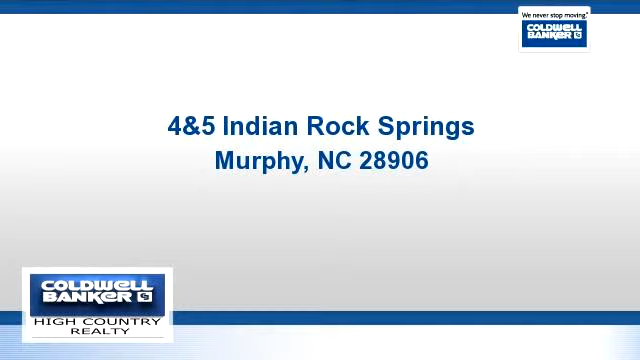 We never stop moving.®
COLDWELL
BANKER
4&5 Indian Rock Springs
Murphy, NC 28906
COLDWELL
BANKER
HIGH COUNTRY
REALTY